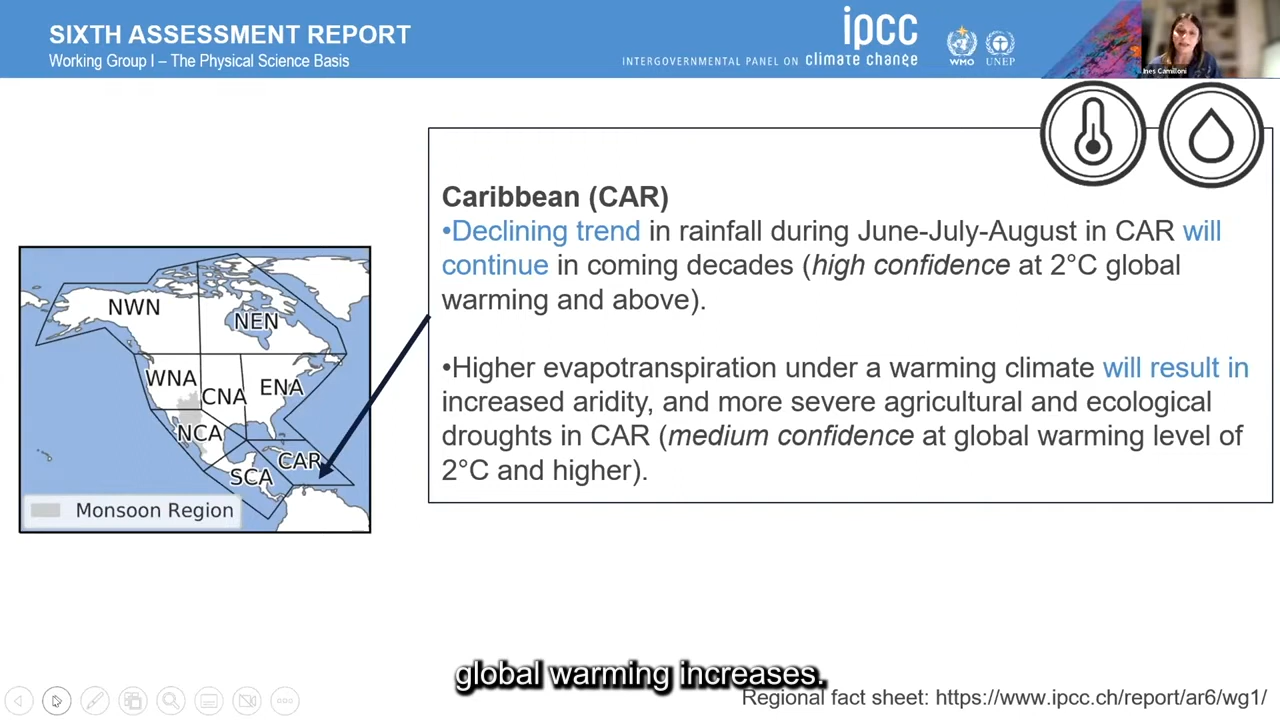 SIXTH ASSESSMENT REPORT
Working Group I – The Physical Science Basis
INTERGOVERNMENTAL PANEL ON climate change
ipcc
WMO
UNEP
Ines Camilloni
Caribbean (CAR)
•Declining trend in rainfall during June-July-August in CAR will
continue in coming decades (high confidence at 2°C global
warming and above).
•Higher evapotranspiration under a warming climate will result in
increased aridity, and more severe agricultural and ecological
droughts in CAR (medium confidence at global warming level of
2°C and higher).
NWN
NEN
WNA
CNA
ENA
NCA
CAR
SCA
Monsoon Region
global warming increases.
Regional fact sheet: https://www.ipcc.ch/report/ar6/wg1/